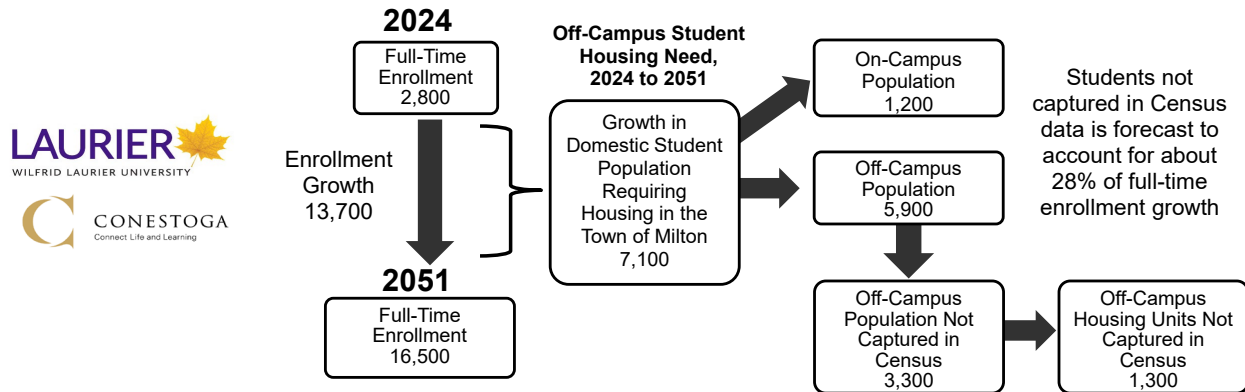 LAURIER
WILFRID LAURIER UNIVERSITY
CONESTOGA
Connect Life and Learning
2024
Full-Time
Enrollment
2,800
Enrollment
Growth
13,700
2051
Full-Time
Enrollment
16,500
Off-Campus Student
Housing Need,
2024 to 2051
Growth in
Domestic Student
Population
Requiring
Housing in the
Town of Milton
7,100
On-Campus
Population
1,200
Off-Campus
Population
5,900
Off-Campus
Population Not
Captured in
Census
3,300
Off-Campus
Housing Units Not
Captured in
Census
1,300
Students not
captured in Census
data is forecast to
account for about
28% of full-time
enrollment growth